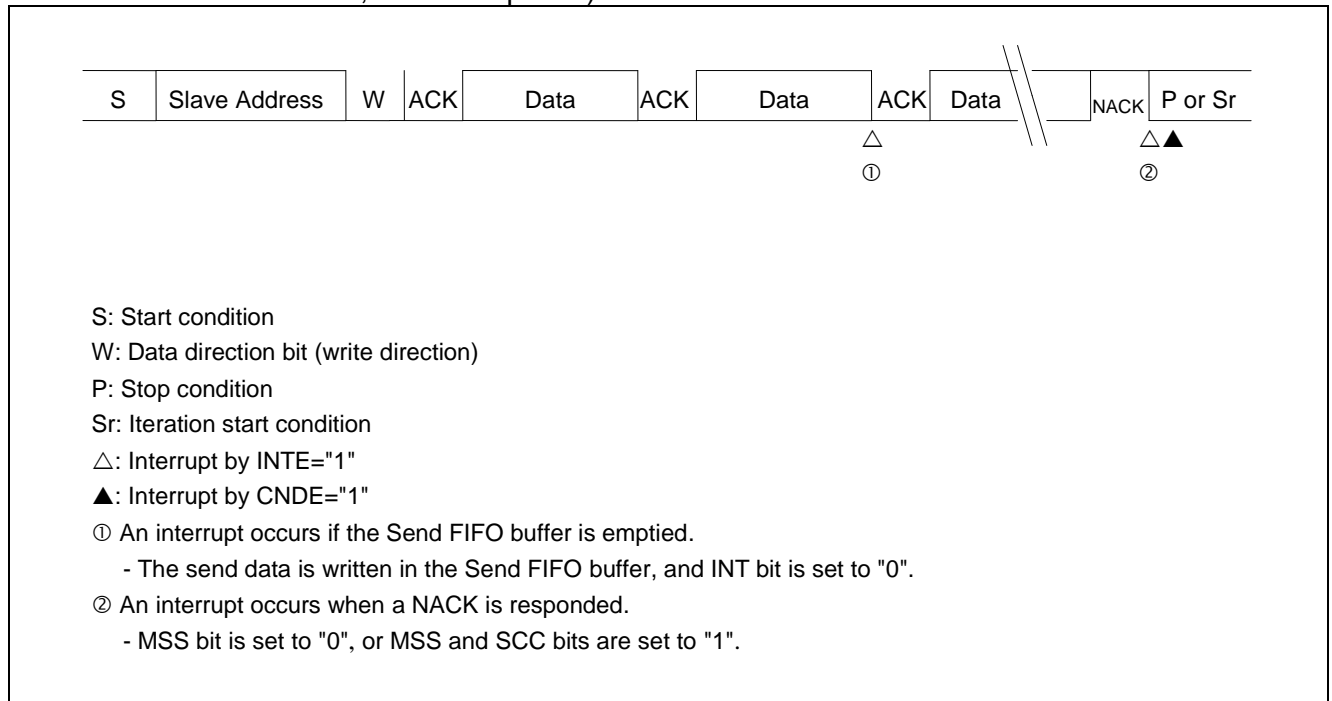 S Slave Address W ACK Data ACK Data ACK Data NACK P or Sr
△ △▲
① ②
S: Start condition
W: Data direction bit (write direction)
P: Stop condition
Sr: Iteration start condition
△: Interrupt by INTE="1"
▲: Interrupt by CNDE="1"
① An interrupt occurs if the Send FIFO buffer is emptied.
- The send data is written in the Send FIFO buffer, and INT bit is set to "0".
② An interrupt occurs when a NACK is responded.
- MSS bit is set to "0", or MSS and SCC bits are set to "1".